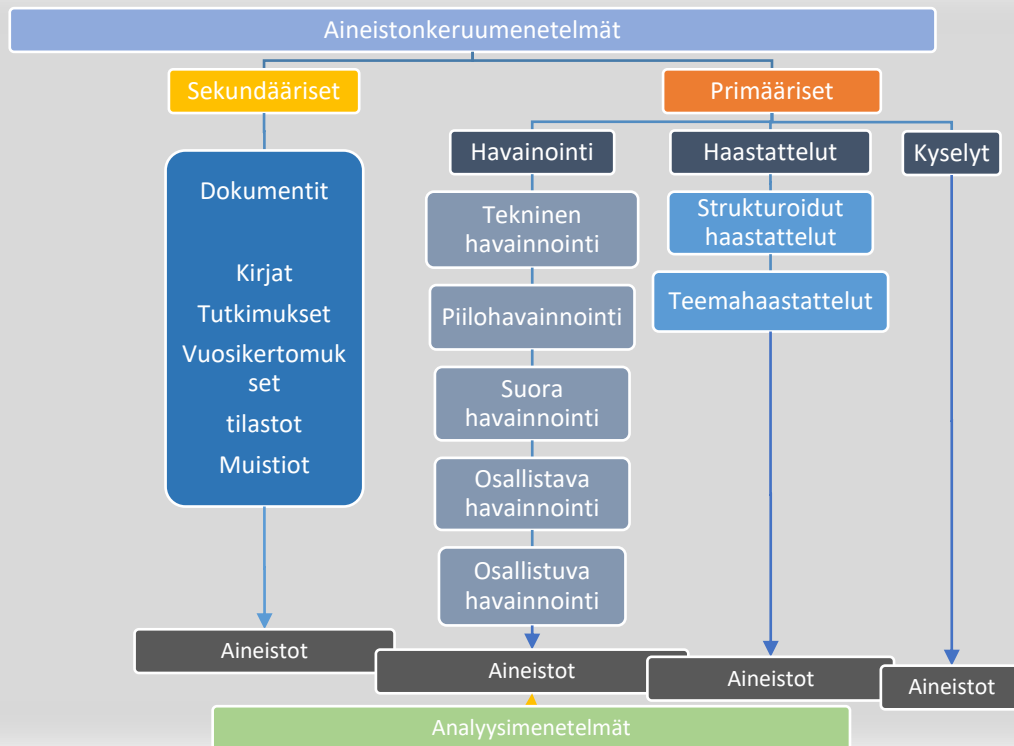 Aineistonkeruumenetelmät
Sekundääriset
Primääriset
Dokumentit
Kirjat
Tutkimukset
Vuosikertomuk
set
tilastot
Muistiot
Havainointi
Tekninen
havainnointi
Piilohavainnointi
Suora
havainnointi
Osallistava
havainnointi
Osallistuva
havainnointi
Haastattelut
Strukturoidut
haastattelut
Teemahaastattelut
Kyselyt
Aineistot
Aineistot
Aineistot
Aineistot
Analyysimenetelmät